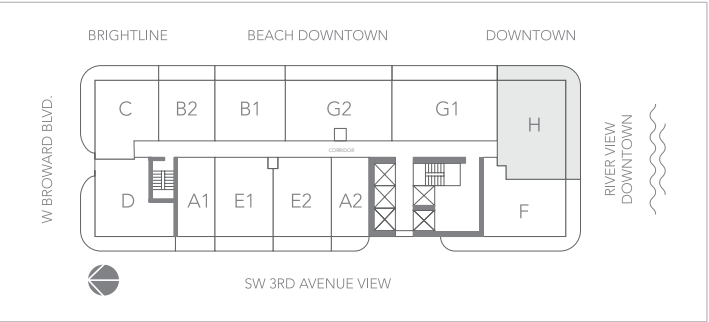 BRIGHTLINE
BEACH DOWNTOWN
DOWNTOWN
W BROWARD BLVD.
C
B2
B1
G2
G1
H
CORRIDOR
D
A1
E1
E2
A2
F
RIVER VIEW
DOWNTOWN
SW 3RD AVENUE VIEW